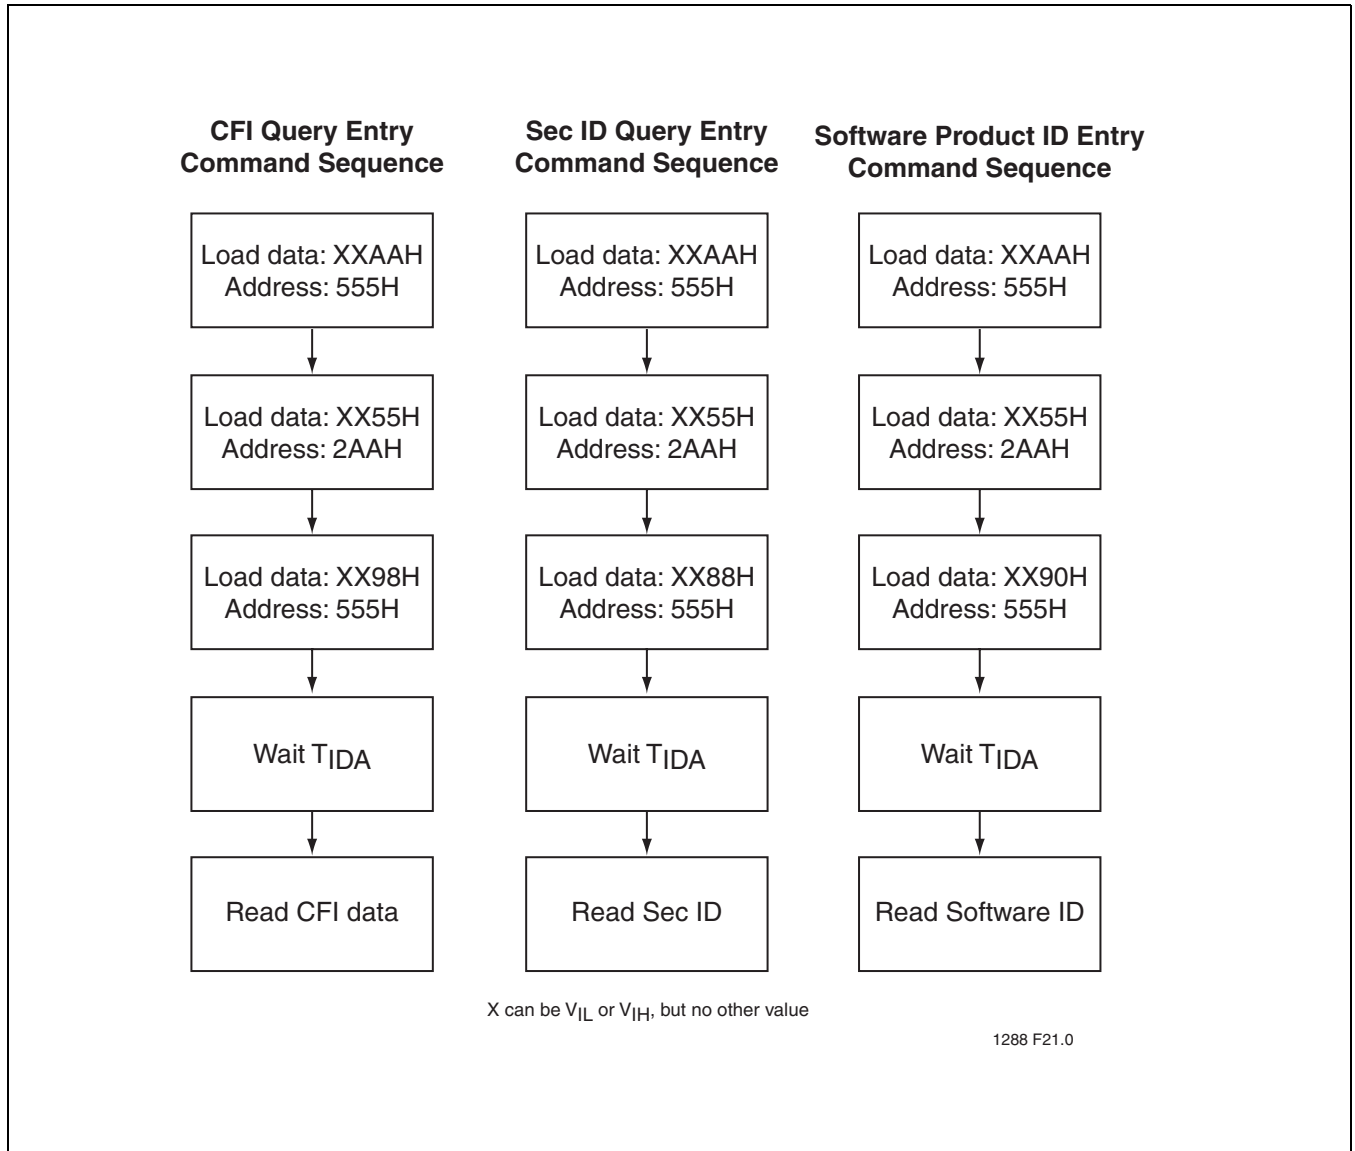 CFI Query Entry
Command Sequence
Load data: XXAAH
Address: 555H
Load data: XX55H
Address: 2AAH
Load data: XX98H
Address: 555H
Wait TIDA
Read CFI data
Sec ID Query Entry
Command Sequence
Load data: XXAAH
Address: 555H
Load data: XX55H
Address: 2AAH
Load data: XX88H
Address: 555H
Wait TIDA
Read Sec ID
Software Product ID Entry
Command Sequence
Load data: XXAAH
Address: 555H
Load data: XX55H
Address: 2AAH
Load data: XX90H
Address: 555H
Wait TIDA
Read Software ID
X can be VIL or VIH, but no other value
1288 F21.0